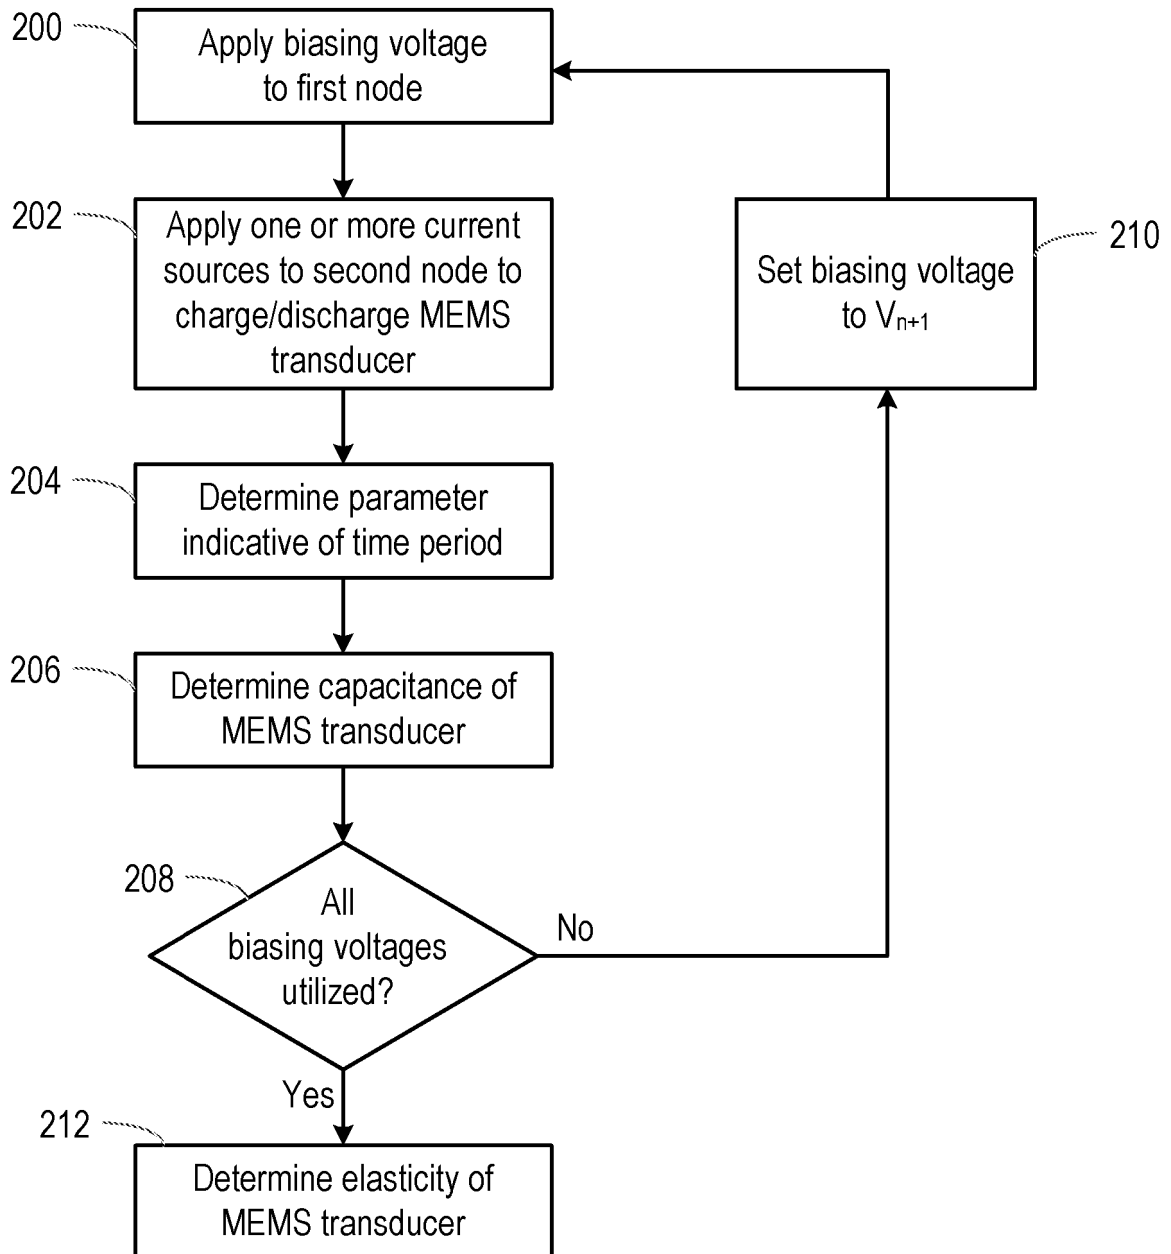 200
Apply biasing voltage
to first node
202
Apply one or more current
sources to second node to
charge/discharge MEMS
transducer
210
Set biasing voltage
to Vn+1
204
Determine parameter
indicative of time period
206
Determine capacitance of
MEMS transducer
208
All
biasing voltages
utilized?
No
Yes
212
Determine elasticity of
MEMS transducer